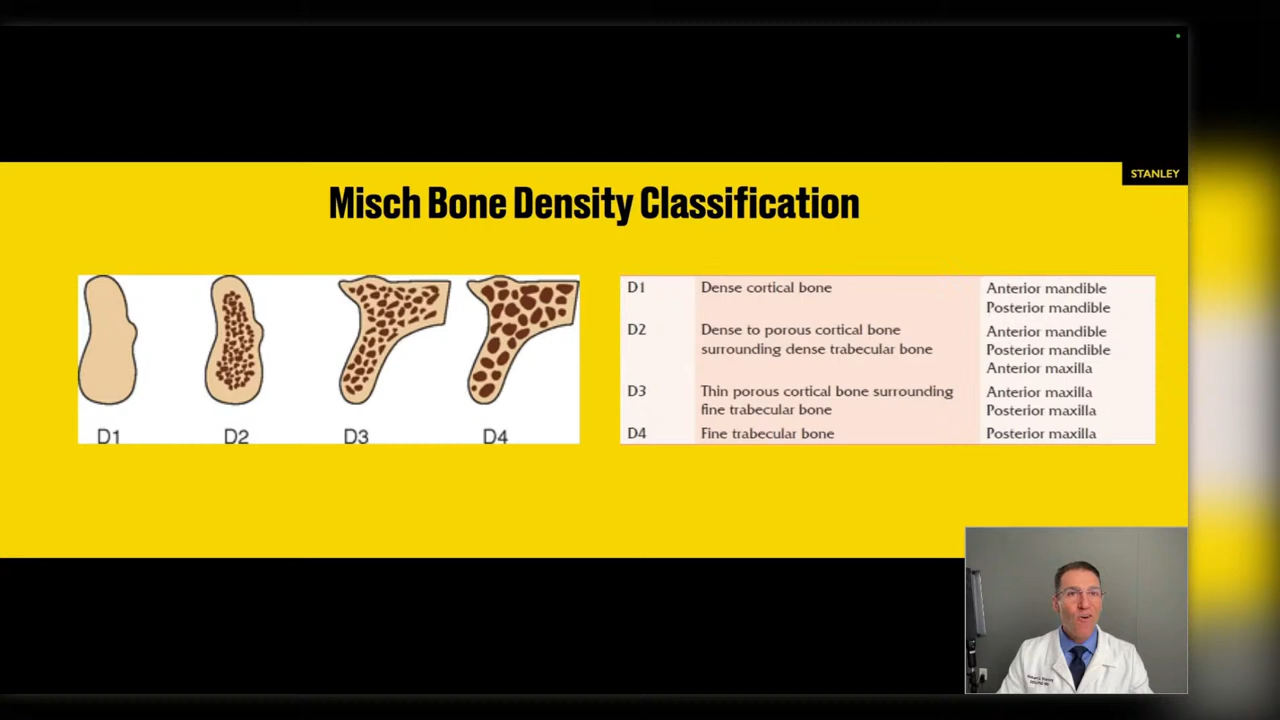 STANLEY
Misch Bone Density Classification
D1
D2
D3
D4
D1 Dense cortical bone Anterior mandible
Posterior mandible
D2 Dense to porous cortical bone Anterior mandible
surrounding dense trabecular bone Posterior mandible
Anterior maxilla
D3 Thin porous cortical bone surrounding Anterior maxilla
fine trabecular bone Posterior maxilla
D4 Fine trabecular bone Posterior maxilla